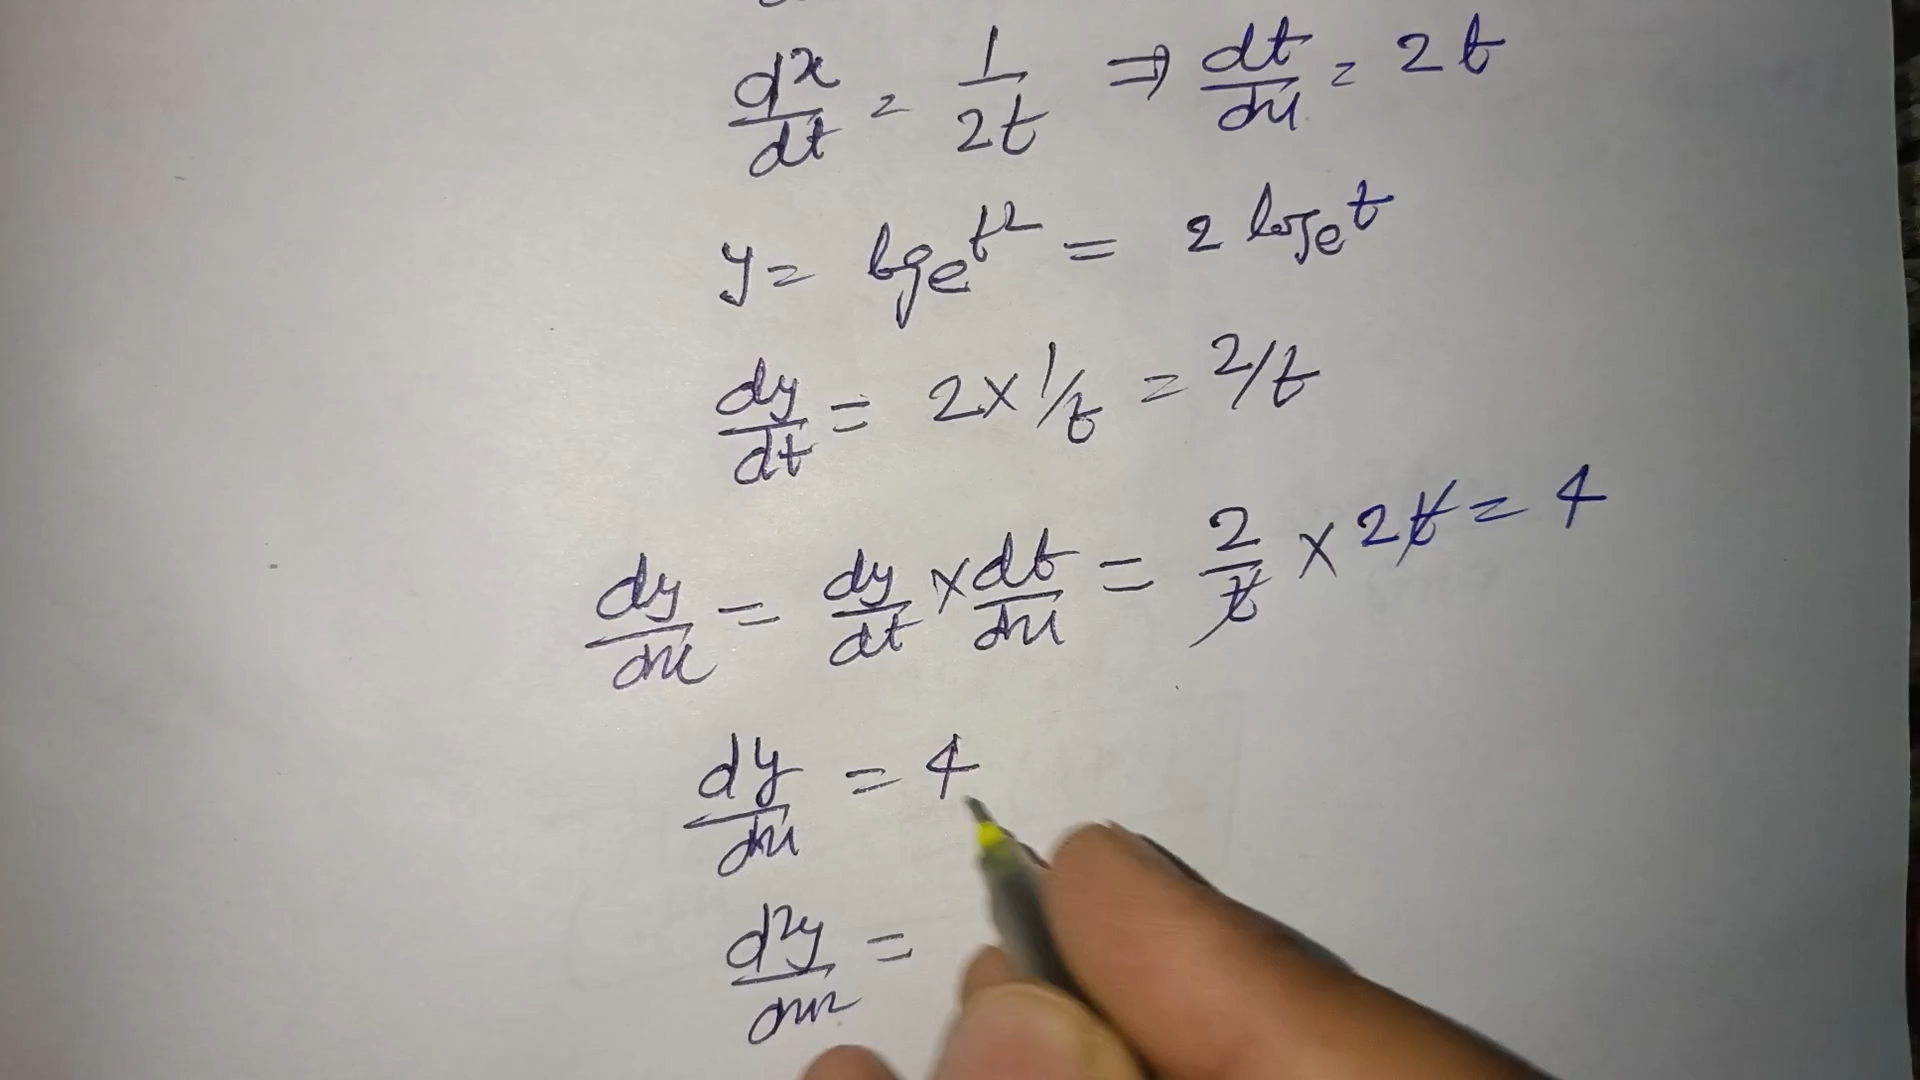 dx/dt = 1/2t ⇒ dt/dx = 2t
y = logₑ t² = 2 logₑ t
dy/dt = 2 × 1/t = 2/t
dy/dx = dy/dt × dt/dx = 2/t × 2t = 4
dy/dx = 4
d²y/dx² =